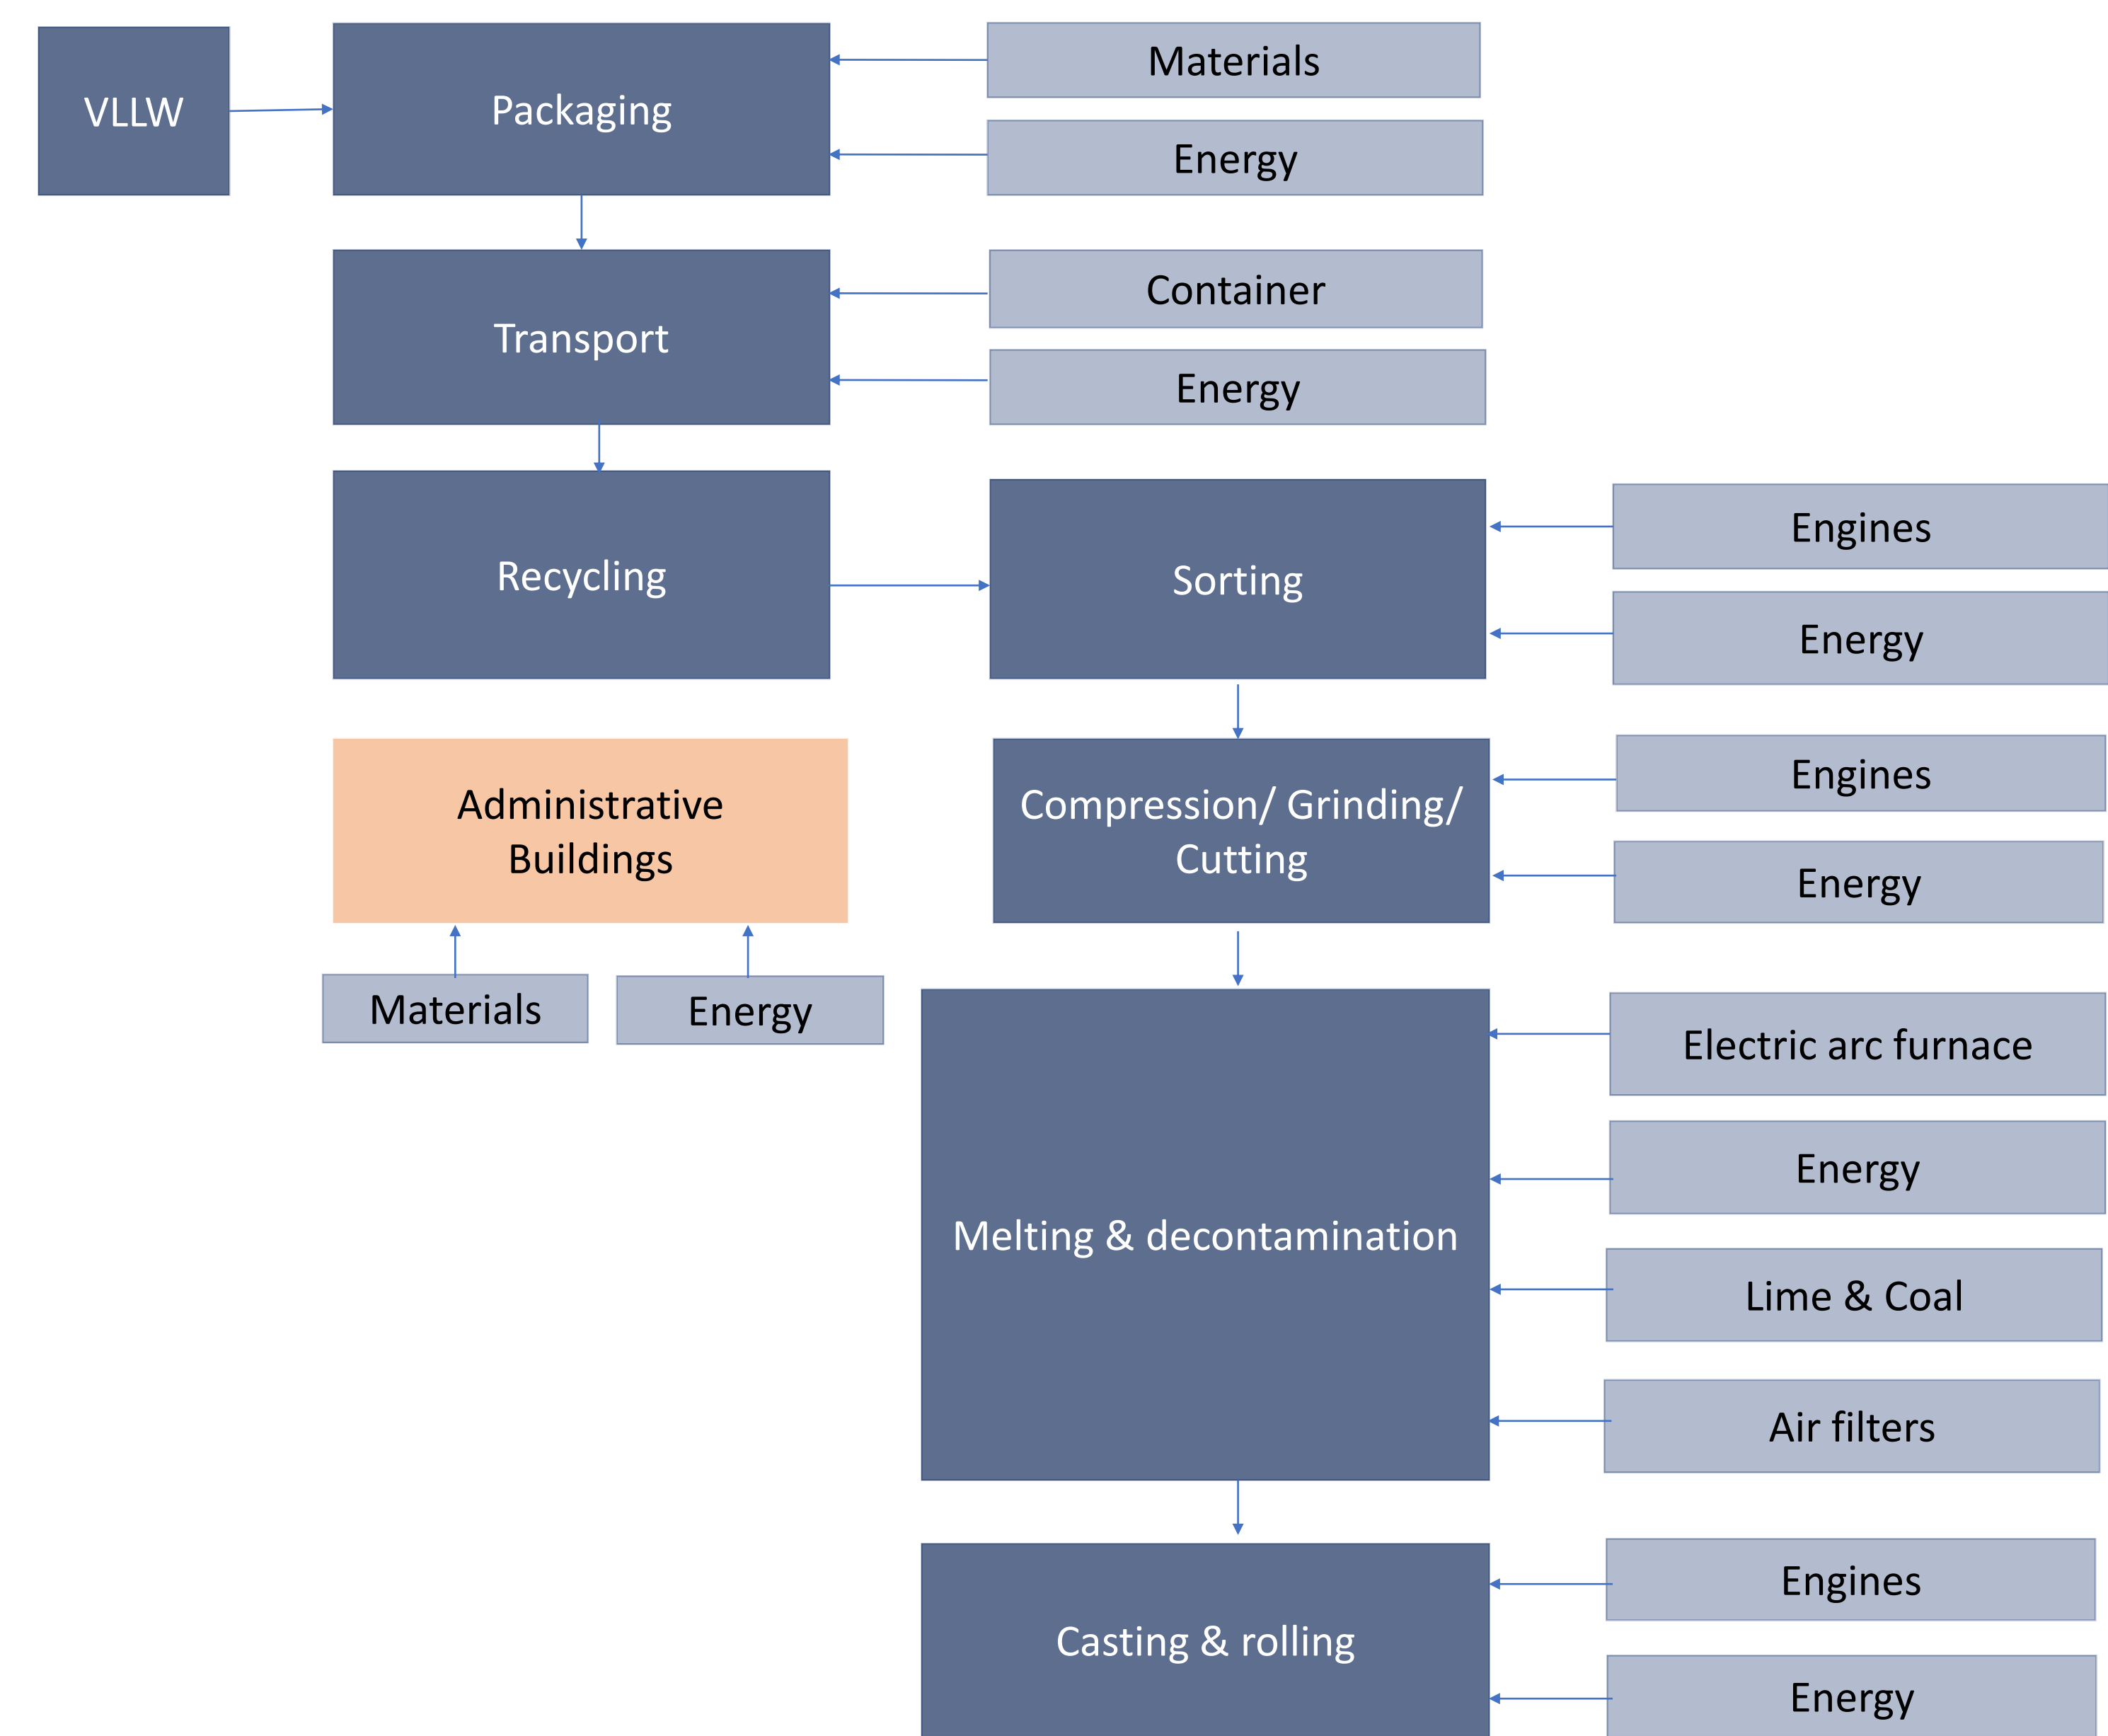 VLLW
Packaging
Materials
Energy
Transport
Container
Energy
Recycling
Sorting
Engines
Energy
Administrative
Buildings
Materials
Energy
Compression/ Grinding/
Cutting
Engines
Energy
Melting & decontamination
Electric arc furnace
Energy
Lime & Coal
Air filters
Casting & rolling
Engines
Energy